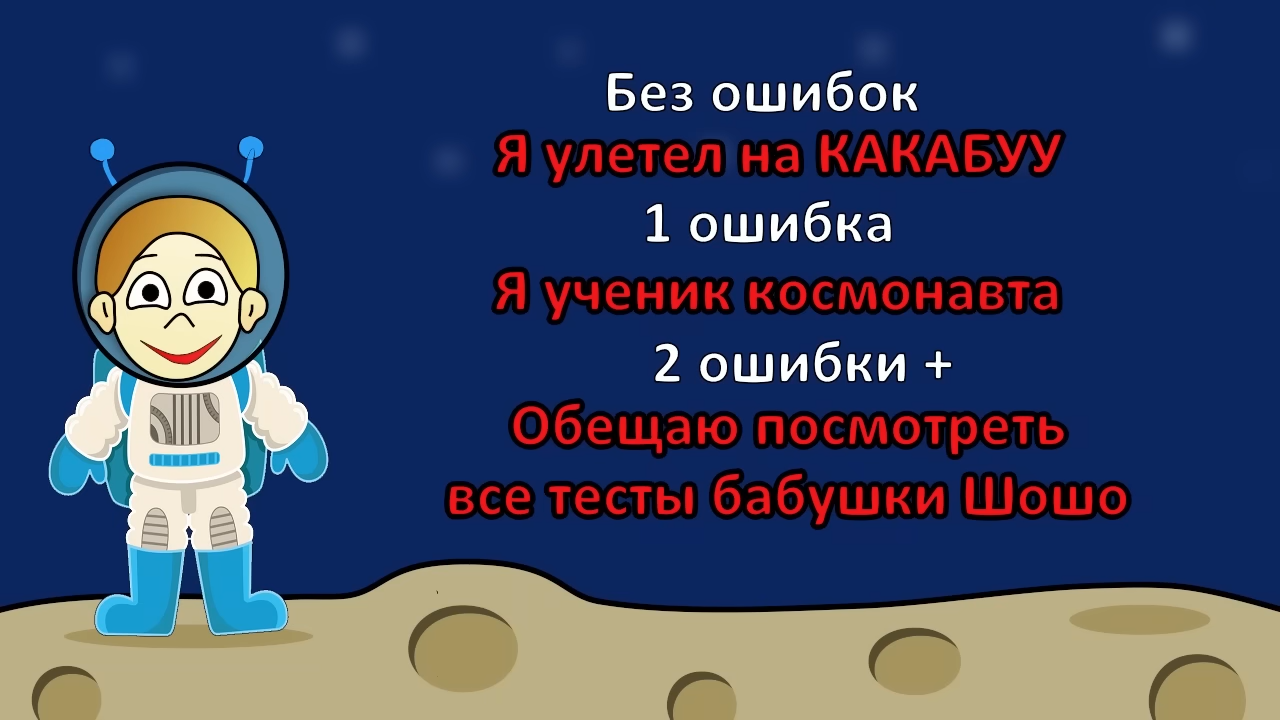 Без ошибок
Я улетел на КАКАБУУ
1 ошибка
Я ученик космонавта
2 ошибки +
Обещаю посмотреть
все тесты бабушки Шошо